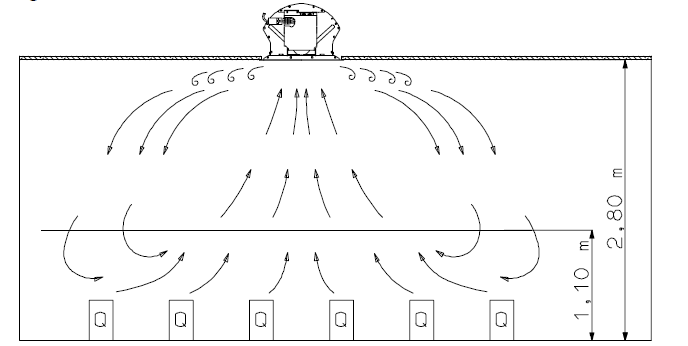 2,80 m
1,10 m
Q Q Q Q Q Q